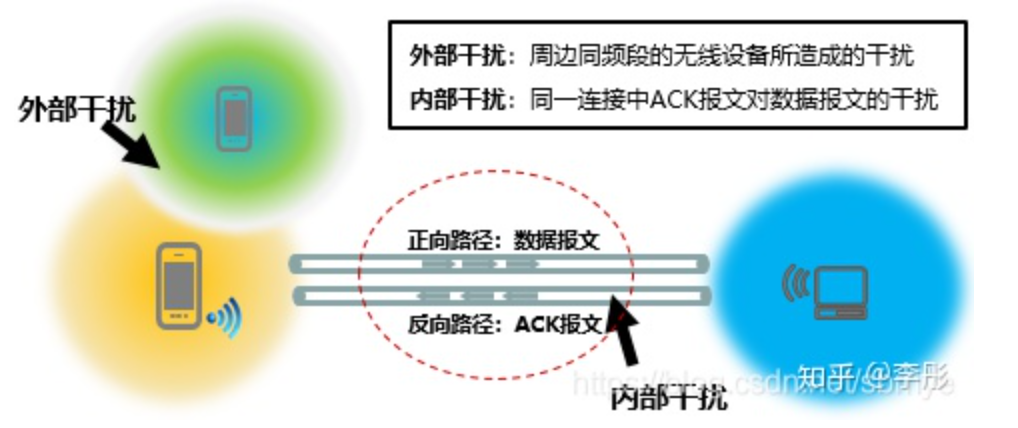 外部干扰：周边同频段的无线设备所造成的干扰
内部干扰：同一连接中ACK报文对数据报文的干扰
外部干扰
正向路径：数据报文
反向路径：ACK报文
内部干扰
知乎 @李彤